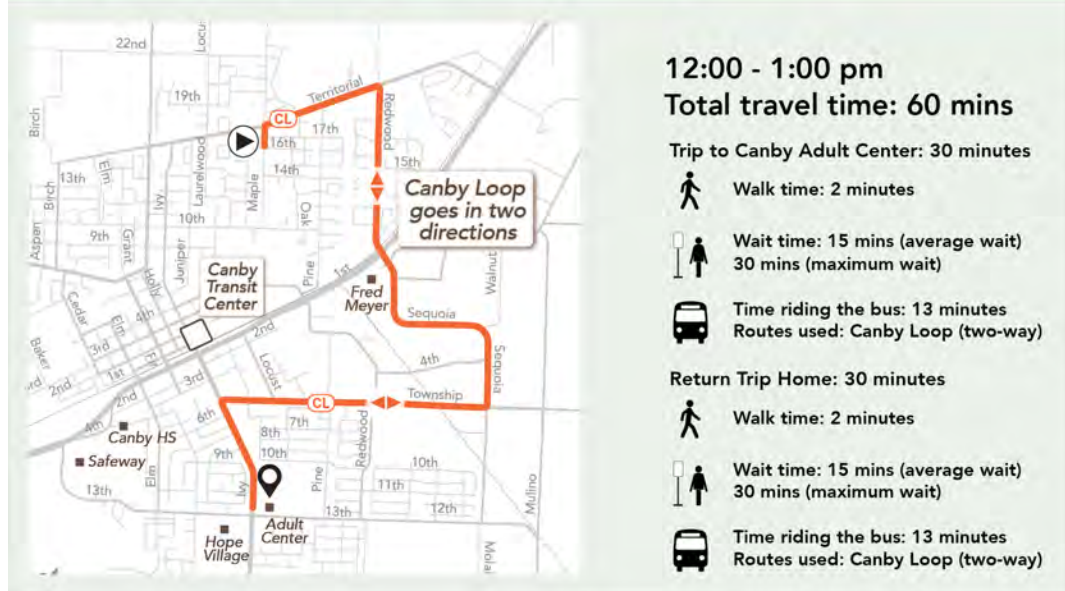 22nd
Locu
19th
Territorial
CL
Redwood
17th
16th
Birch
Elm
Laurelwood
14th
15th
13th
Birch
Ivy
Maple
Canby Loop
goes in two
directions
Oak
10th
Aspen
9th
Grant
Juniper
Canby
Transit
Center
Pine
1st
Walnut
Holly
Fred
Meyer
Cedar
4th
Elm
2nd
Sequoia
Baker
3rd
Ivy
4th
Sequoia
1st
Locust
rd
2nd
3rd
Township
CL
2nd
6th
7th
4th
8th
Redwood
Canby HS
9th
10th
Safeway
Elm
Ivy
Pine
10th
11th
Mulino
13th
12th
13th
Adult
Center
Hope
Village
Molal
12:00 - 1:00 pm
Total travel time: 60 mins
Trip to Canby Adult Center: 30 minutes
Walk time: 2 minutes
Wait time: 15 mins (average wait)
30 mins (maximum wait)
Time riding the bus: 13 minutes
Routes used: Canby Loop (two-way)
Return Trip Home: 30 minutes
Walk time: 2 minutes
Wait time: 15 mins (average wait)
30 mins (maximum wait)
Time riding the bus: 13 minutes
Routes used: Canby Loop (two-way)